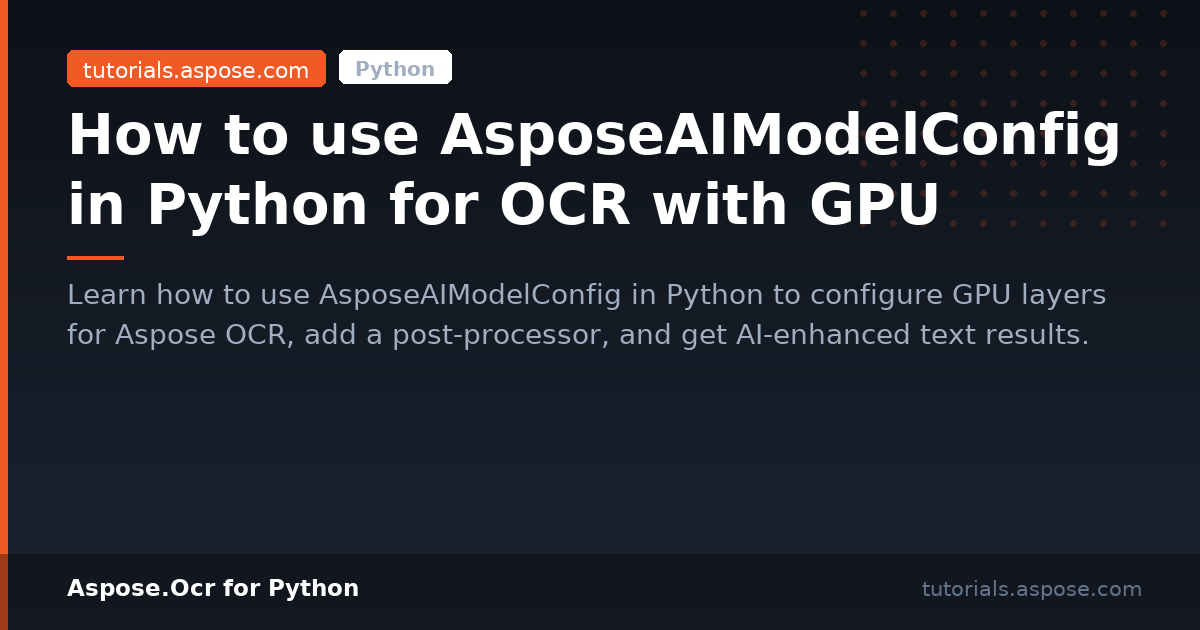 tutorials.aspose.com Python
How to use AsposeAIModelConfig
in Python for OCR with GPU
Learn how to use AsposeAIModelConfig in Python to configure GPU layers
for Aspose OCR, add a post-processor, and get AI-enhanced text results.
Aspose.Ocr for Python tutorials.aspose.com